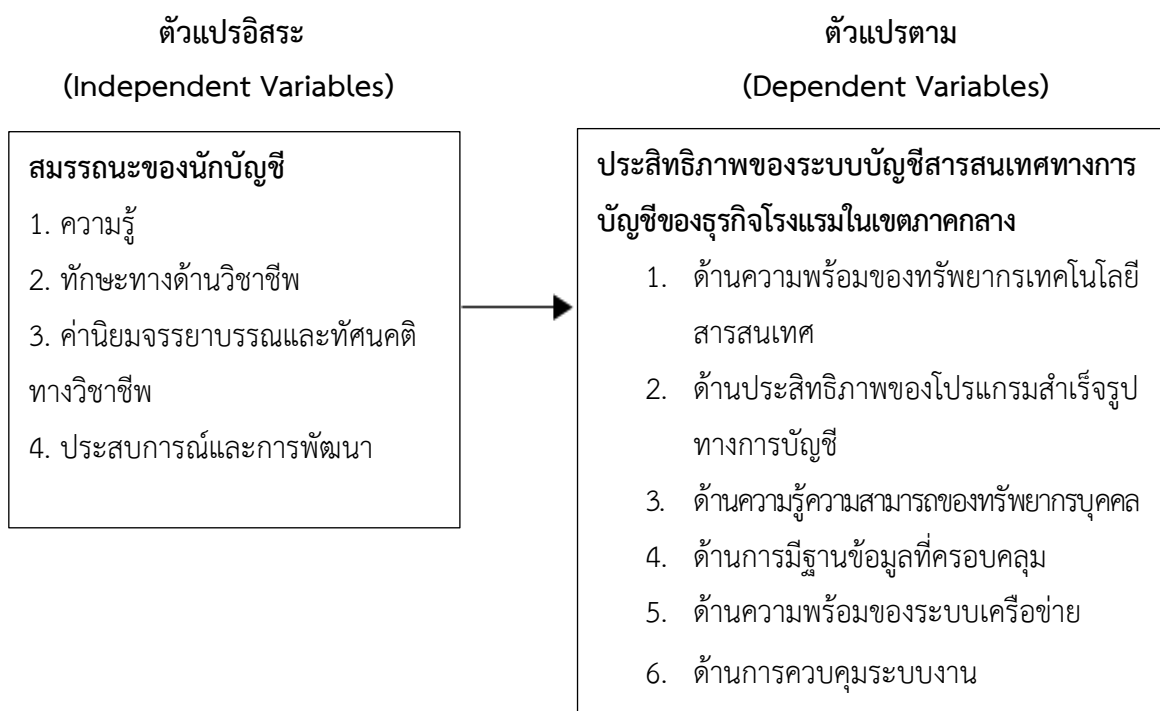 ตัวแปรอิสระ
(Independent Variables)
สมรรถนะของนักบัญชี
1. ความรู้
2. ทักษะทางด้านวิชาชีพ
3. ค่านิยมจรรยาบรรณและทัศนคติ
ทางวิชาชีพ
4. ประสบการณ์และการพัฒนา
ตัวแปรตาม
(Dependent Variables)
ประสิทธิภาพของระบบบัญชีสารสนเทศทางการ
บัญชีของธุรกิจโรงแรมในเขตภาคกลาง
1. ด้านความพร้อมของทรัพยากรเทคโนโลยี
สารสนเทศ
2. ด้านประสิทธิภาพของโปรแกรมสำเร็จรูป
ทางการบัญชี
3. ด้านความรู้ความสามารถของทรัพยากรบุคคล
4. ด้านการมีฐานข้อมูลที่ครอบคลุม
5. ด้านความพร้อมของระบบเครือข่าย
6. ด้านการควบคุมระบบงาน